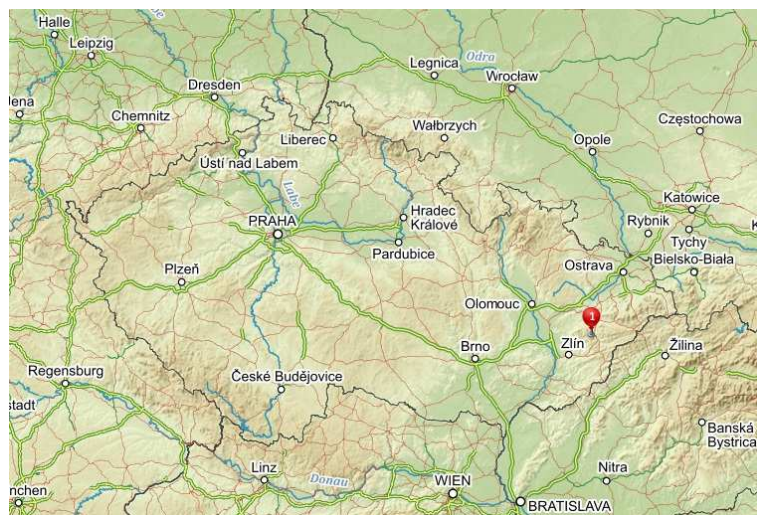 Halle
Leipzig
Legnica
Odra
Wrocław
Dresden
Jena
Chemnitz
Liberec
Wałbrzych
Częstochowa
Opole
Ústí nad Labem
Labe
Katowice
Hradec
Králové
PRAHA
Rybnik
Tychy
Pardubice
Bielsko-Biała
Plzeň
Ostrava
Olomouc
1
Brno
Zlín
Žilina
Regensburg
České Budějovice
stadt
Banská
Bystrica
Linz
Donau
WIEN
Nitra
nchen
BRATISLAVA